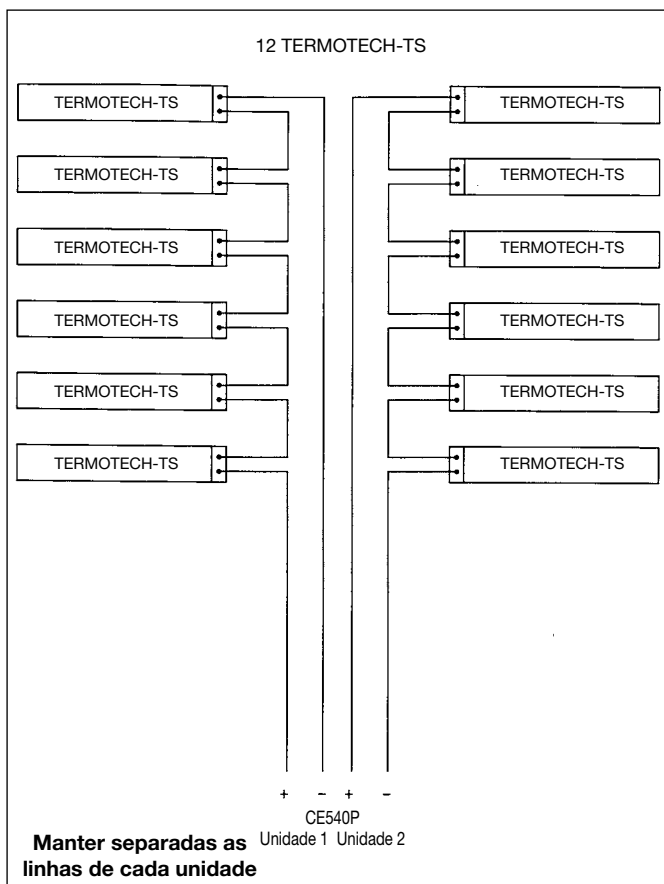 12 TERMOTECH-TS
TERMOTECH-TS TERMOTECH-TS
TERMOTECH-TS TERMOTECH-TS
TERMOTECH-TS TERMOTECH-TS
TERMOTECH-TS TERMOTECH-TS
TERMOTECH-TS TERMOTECH-TS
TERMOTECH-TS TERMOTECH-TS
+ – + –
CE540P
Unidade 1 Unidade 2
Manter separadas as
linhas de cada unidade